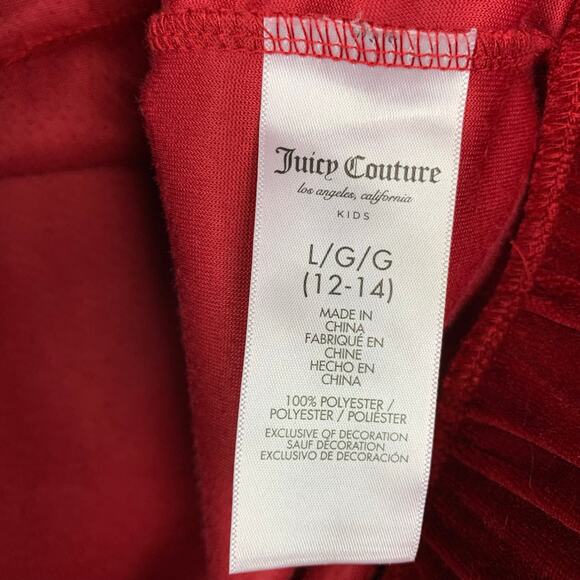 Juicy Couture
los angeles, california
KIDS
L/G/G
(12-14)
MADE IN
CHINA
FABRIQUÉ EN
CHINE
HECHO EN
CHINA
100% POLYESTER /
POLYESTER / POLIÉSTER
EXCLUSIVE OF DECORATION
SAUF DÉCORATION
EXCLUSIVO DE DECORACIÓN